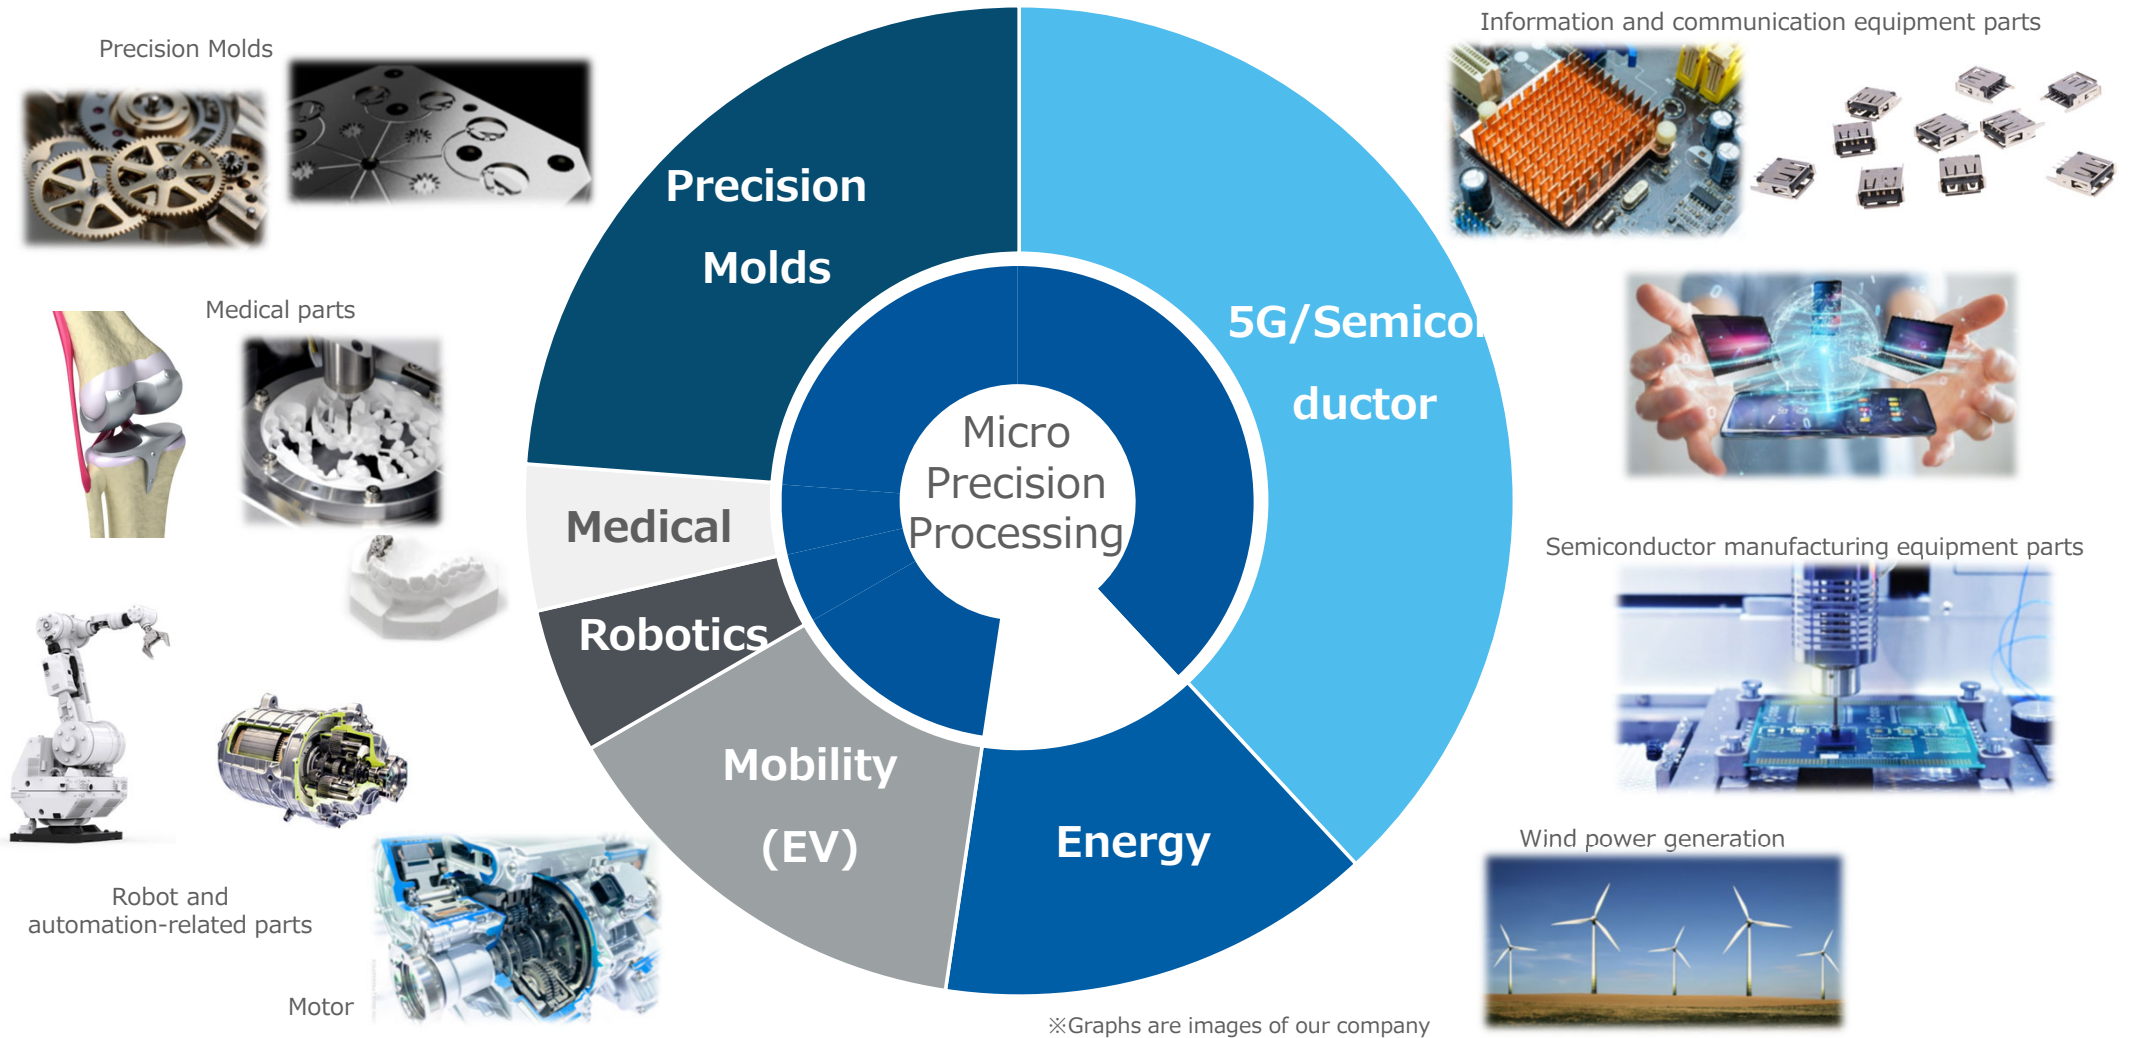 Precision Molds
Information and communication equipment parts
Precision
Molds
Medical parts
5G/Semicon
ductor
Micro
Precision
Processing
Medical
Semiconductor manufacturing equipment parts
Robotics
Mobility
(EV)
Energy
Wind power generation
Robot and
automation-related parts
Motor
※Graphs are images of our company